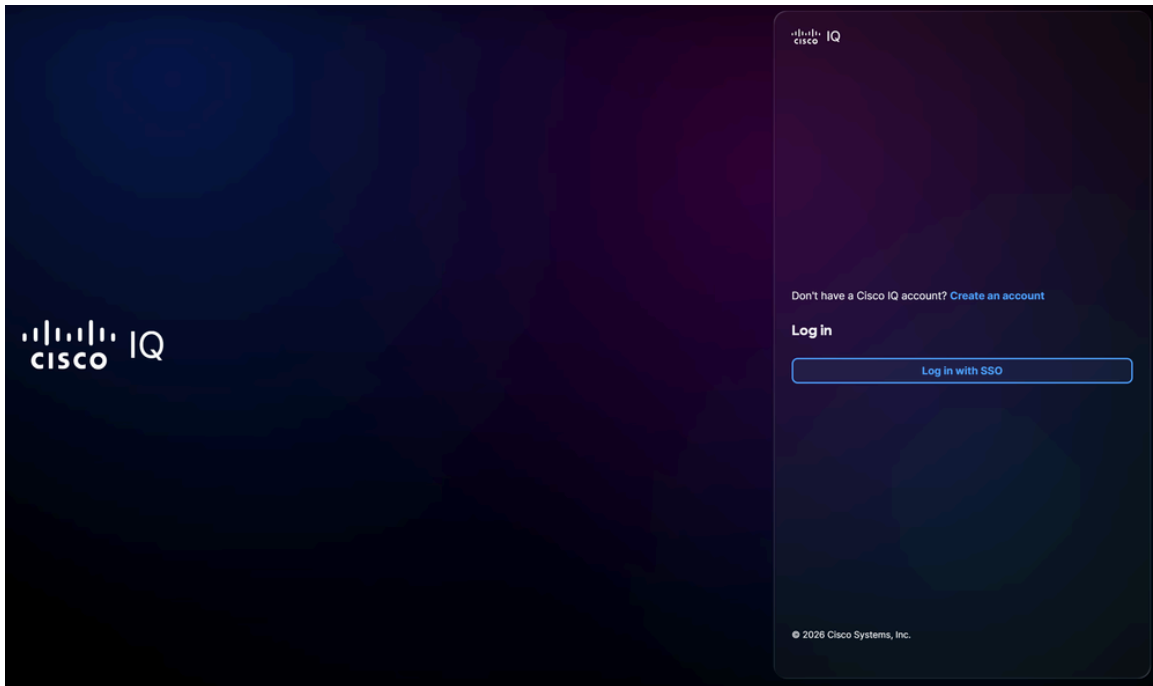 CISCO IQ
CISCO IQ
Don't have a Cisco IQ account? Create an account
Log in
Log in with SSO
© 2026 Cisco Systems, Inc.